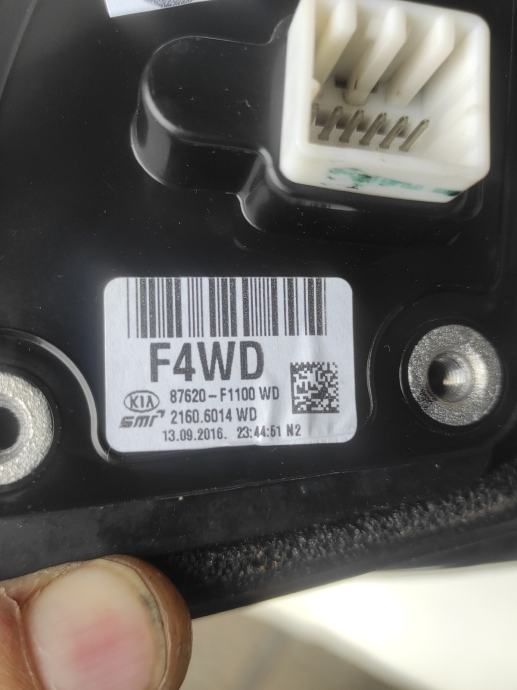 F4WD
KIA 87620-F1100 WD
SMR 2160.6014 WD
13.09.2016. 23:44:51 N2